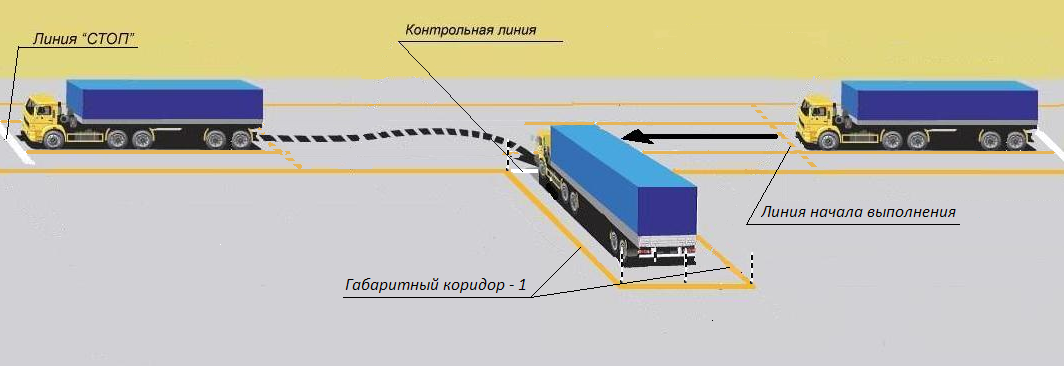 Контрольная линия
Линия “СТОП”
Линия начала выполнения
Габаритный коридор - 1